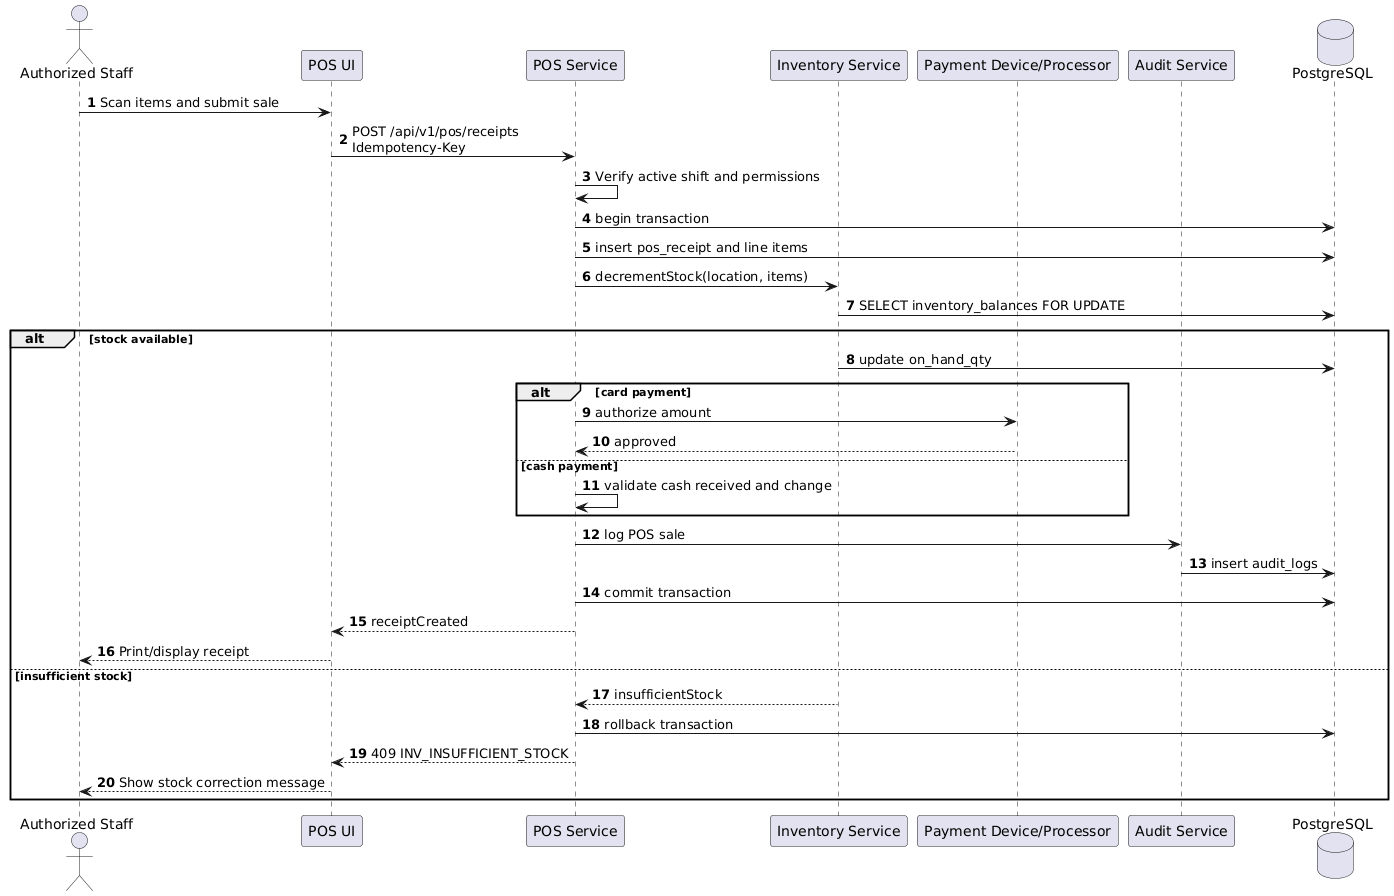 Authorized Staff
POS UI
POS Service
Inventory Service
Payment Device/Processor
Audit Service
PostgreSQL
1 Scan items and submit sale
2 POST /api/v1/pos/receipts
Idempotency-Key
3 Verify active shift and permissions
4 begin transaction
5 insert pos_receipt and line items
6 decrementStock(location, items)
7 SELECT inventory_balances FOR UPDATE
alt [stock available]
8 update on_hand_qty
alt [card payment]
9 authorize amount
10 approved
[cash payment]
11 validate cash received and change
12 log POS sale
13 insert audit_logs
14 commit transaction
15 receiptCreated
16 Print/display receipt
[insufficient stock]
17 insufficientStock
18 rollback transaction
19 409 INV_INSUFFICIENT_STOCK
20 Show stock correction message
Authorized Staff
POS UI
POS Service
Inventory Service
Payment Device/Processor
Audit Service
PostgreSQL